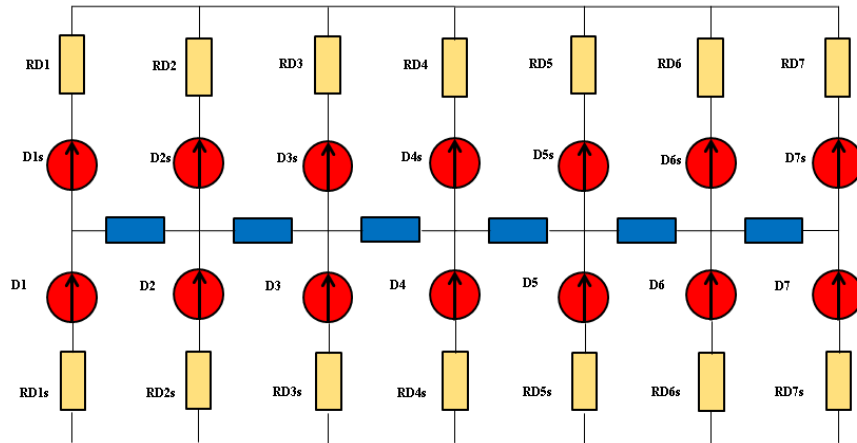 RD1 RD2 RD3 RD4 RD5 RD6 RD7
D1s D2s D3s D4s D5s D6s D7s
D1 D2 D3 D4 D5 D6 D7
RD1s RD2s RD3s RD4s RD5s RD6s RD7s